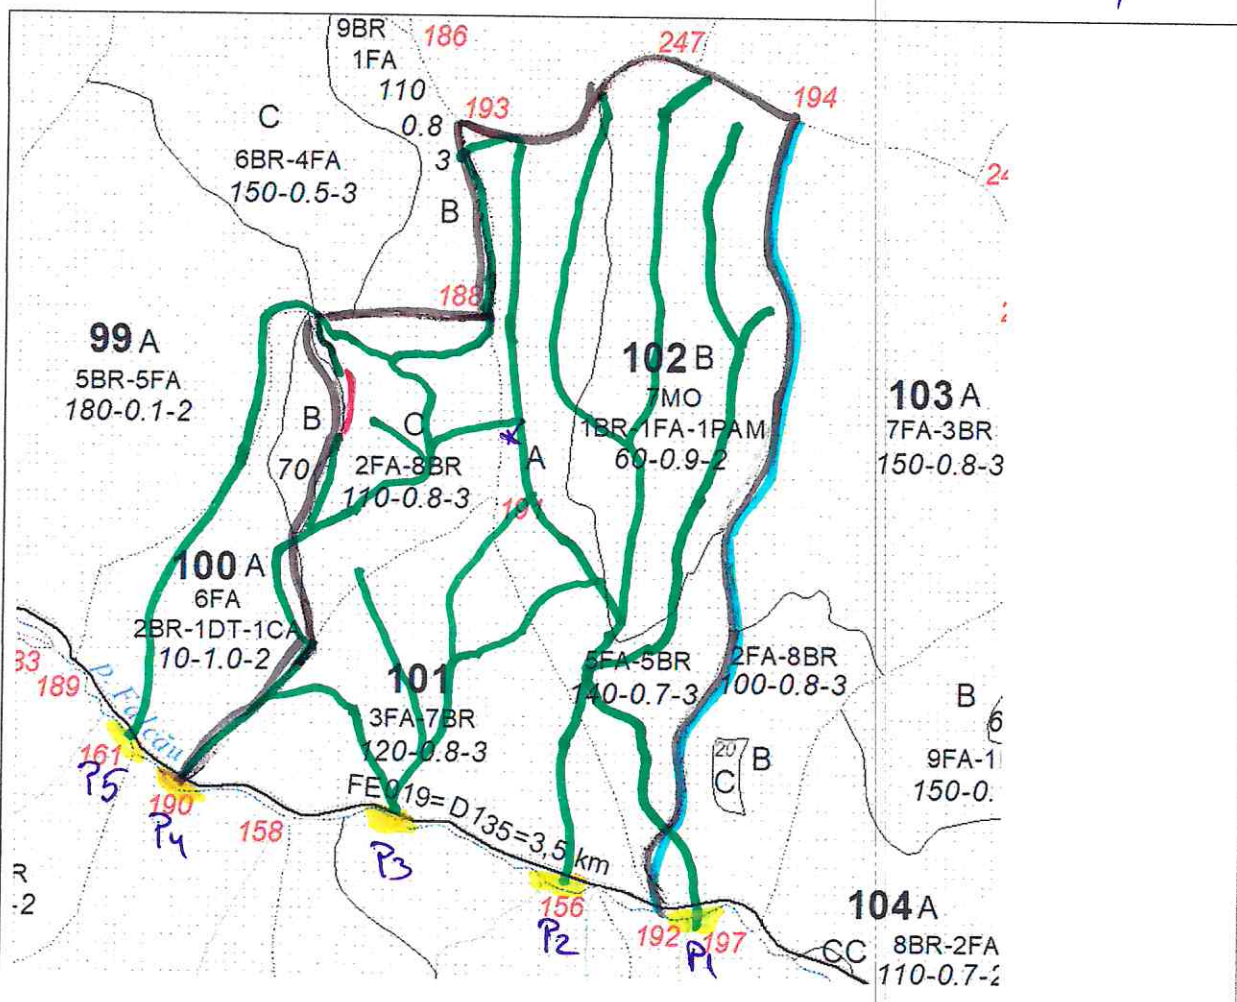 9BR
1FA
110
0.8
3
186
247
193
194
C
6BR-4FA
150-0.5-3
B
188
99 A
5BR-5FA
180-0.1-2
102 B
7MO
1BR-1FA-1PAM
60-0.9-2
103 A
7FA-3BR
150-0.8-3
B
70
C
2FA-8BR
110-0.8-3
A
191
100 A
6FA
2BR-1DT-1CA
10-1.0-2
189
P. Falcău
161
P5
190
P4
158
101
3FA-7BR
120-0.8-3
FE019=D135=3,5 km
P3
5FA-5BR
140-0.7-3
2FA-8BR
100-0.8-3
20
C
B
B
9FA-1
150-0.
156
P2
192
197
P1
104 A
CC
8BR-2FA
110-0.7-2